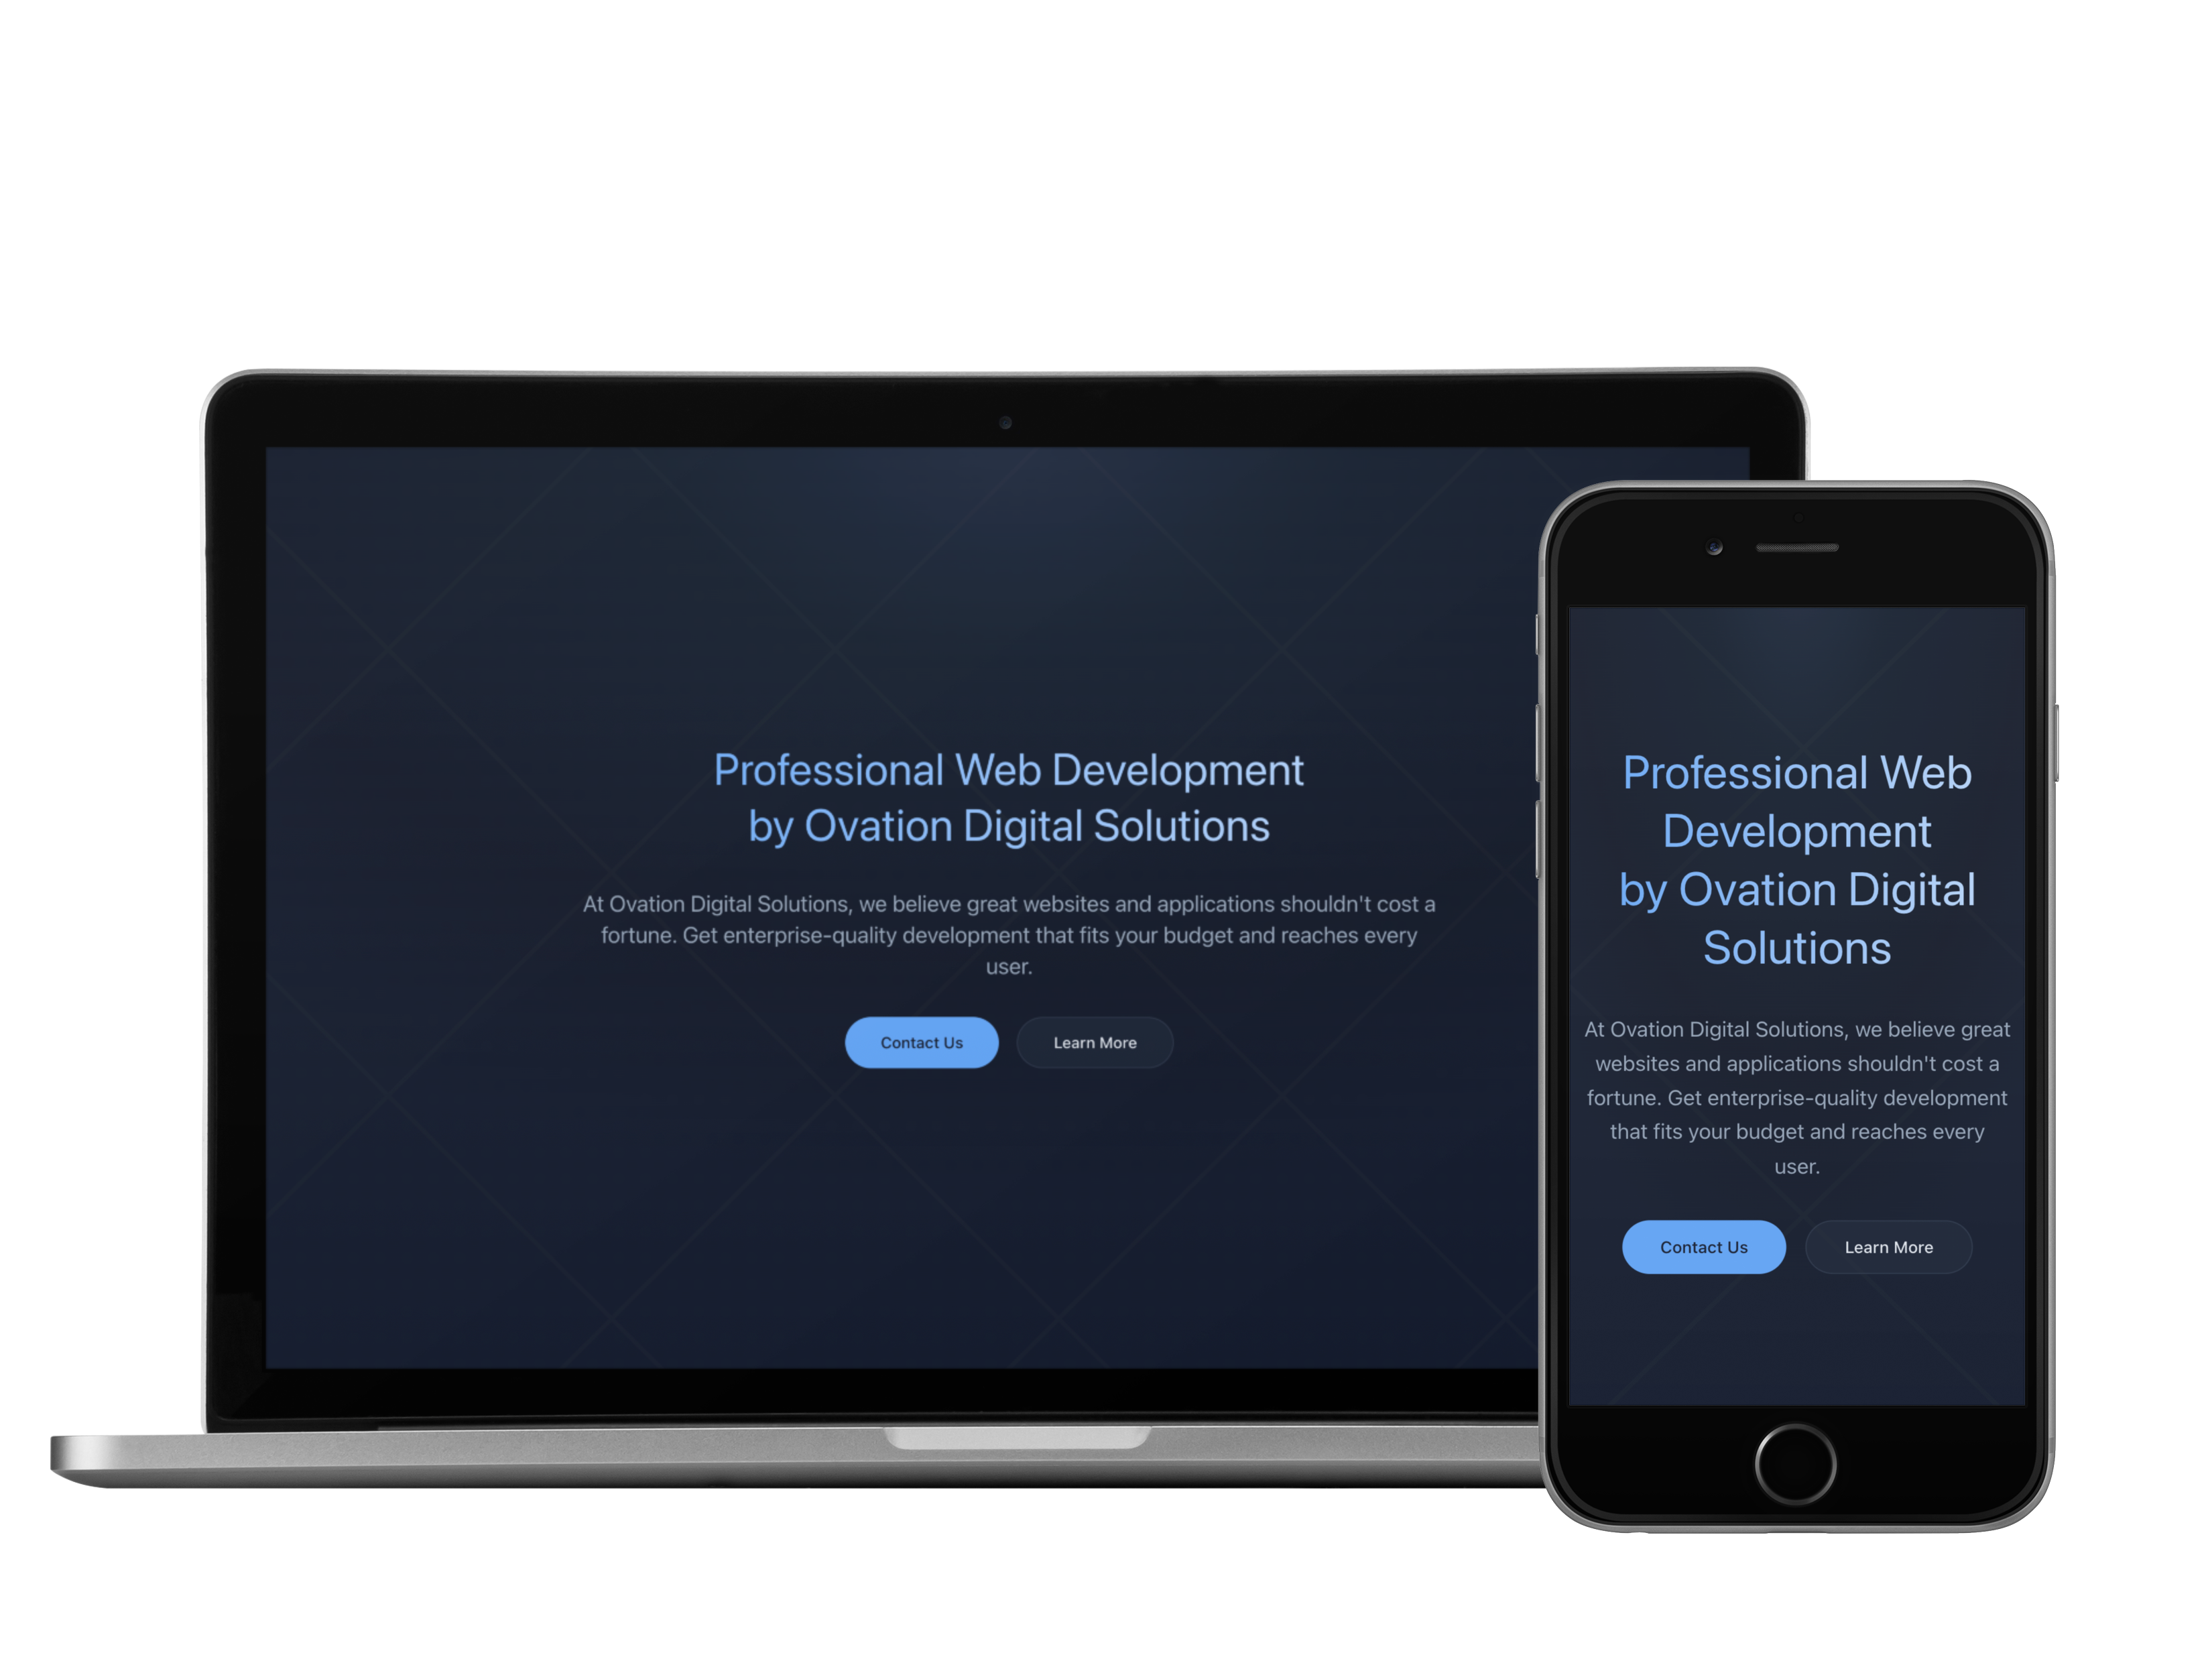 Professional Web Development
by Ovation Digital Solutions
At Ovation Digital Solutions, we believe great websites and applications shouldn't cost a
fortune. Get enterprise-quality development that fits your budget and reaches every
user.
Contact Us
Learn More
Professional Web
Development
by Ovation Digital
Solutions
At Ovation Digital Solutions, we believe great
websites and applications shouldn't cost a
fortune. Get enterprise-quality development
that fits your budget and reaches every
user.
Contact Us
Learn More